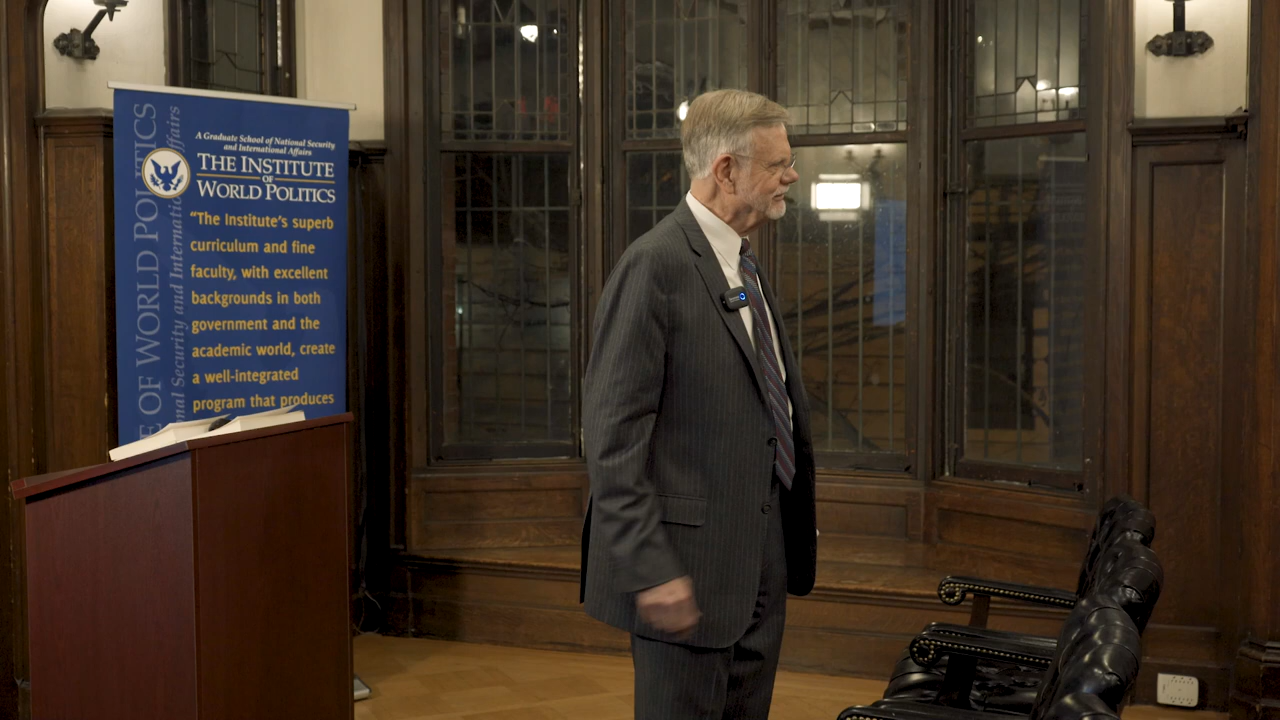 A Graduate School of National Security
and International Affairs
THE INSTITUTE
OF
WORLD POLITICS
"The Institute's superb
curriculum and fine
faculty, with excellent
backgrounds in both
government and the
academic world, create
a well-integrated
program that produces
E OF WORLD POLITICS
nal Security and International Affairs